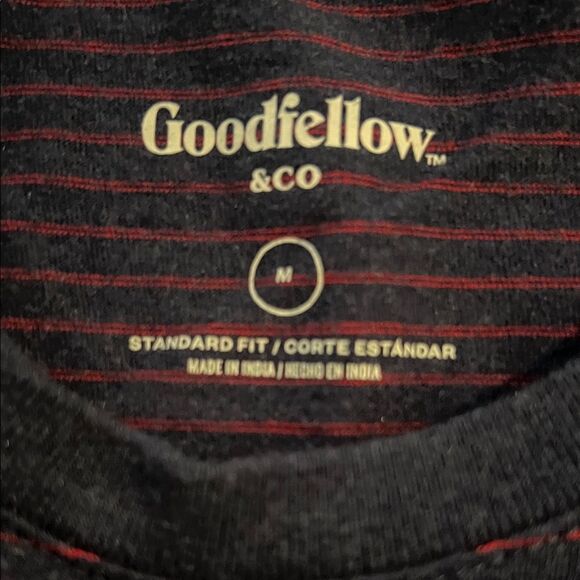 Goodfellow™
&CO
M
STANDARD FIT / CORTE ESTÁNDAR
MADE IN INDIA / HECHO EN INDIA